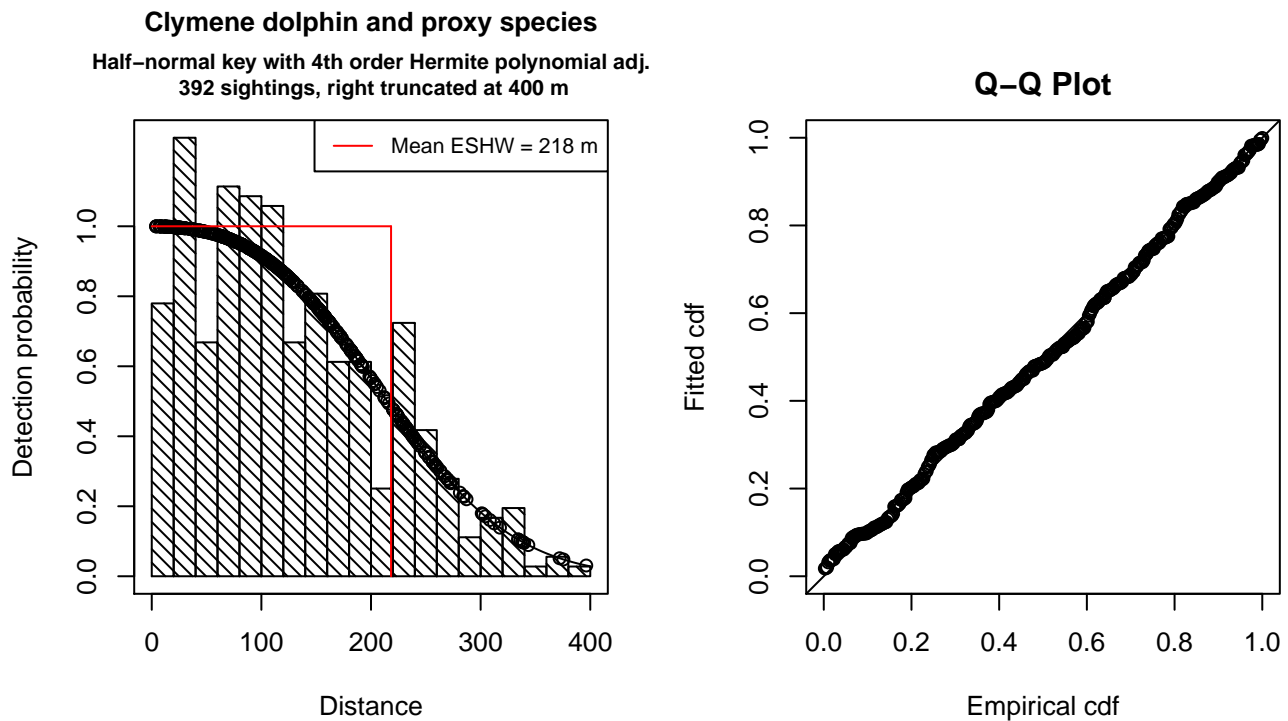 Clymene dolphin and proxy species
Half−normal key with 4th order Hermite polynomial adj.
392 sightings, right truncated at 400 m
Mean ESHW = 218 m
Detection probability
1.0
0.8
0.6
0.4
0.2
0.0
0 100 200 300 400
Distance
Q−Q Plot
Fitted cdf
1.0
0.8
0.6
0.4
0.2
0.0
0.0 0.2 0.4 0.6 0.8 1.0
Empirical cdf